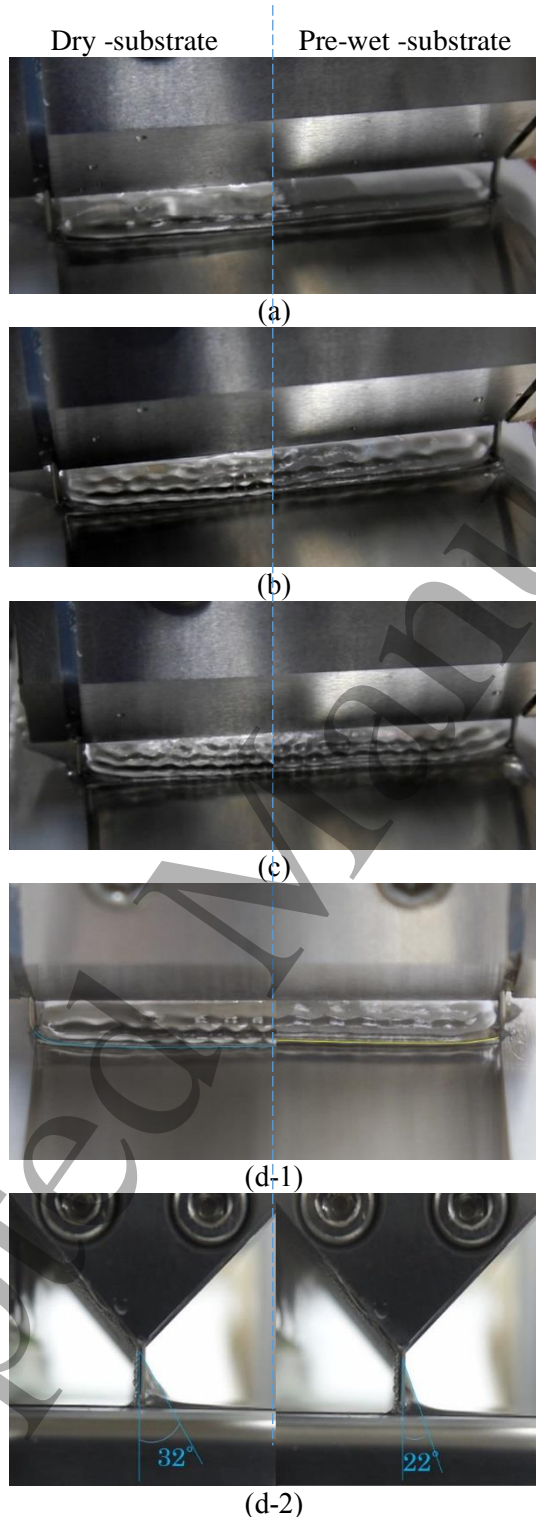 Dry -substrate Pre-wet -substrate
(a)
(b)
(c)
(d-1)
32° 22°
(d-2)